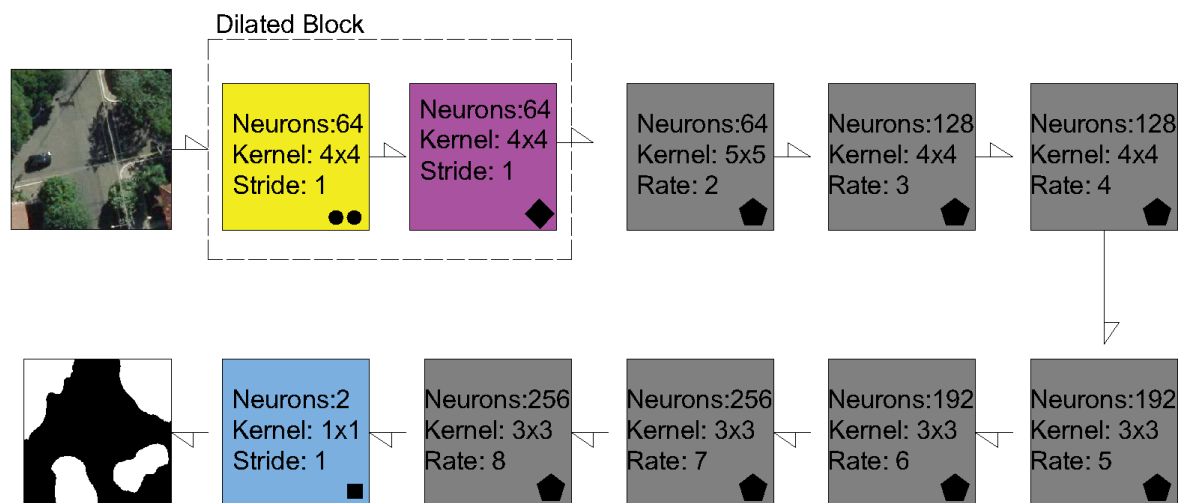 Dilated Block
Neurons:64
Kernel: 4x4
Stride: 1
Neurons:64
Kernel: 4x4
Stride: 1
Neurons:64
Kernel: 5x5
Rate: 2
Neurons:128
Kernel: 4x4
Rate: 3
Neurons:128
Kernel: 4x4
Rate: 4
Neurons:2
Kernel: 1x1
Stride: 1
Neurons:256
Kernel: 3x3
Rate: 8
Neurons:256
Kernel: 3x3
Rate: 7
Neurons:192
Kernel: 3x3
Rate: 6
Neurons:192
Kernel: 3x3
Rate: 5